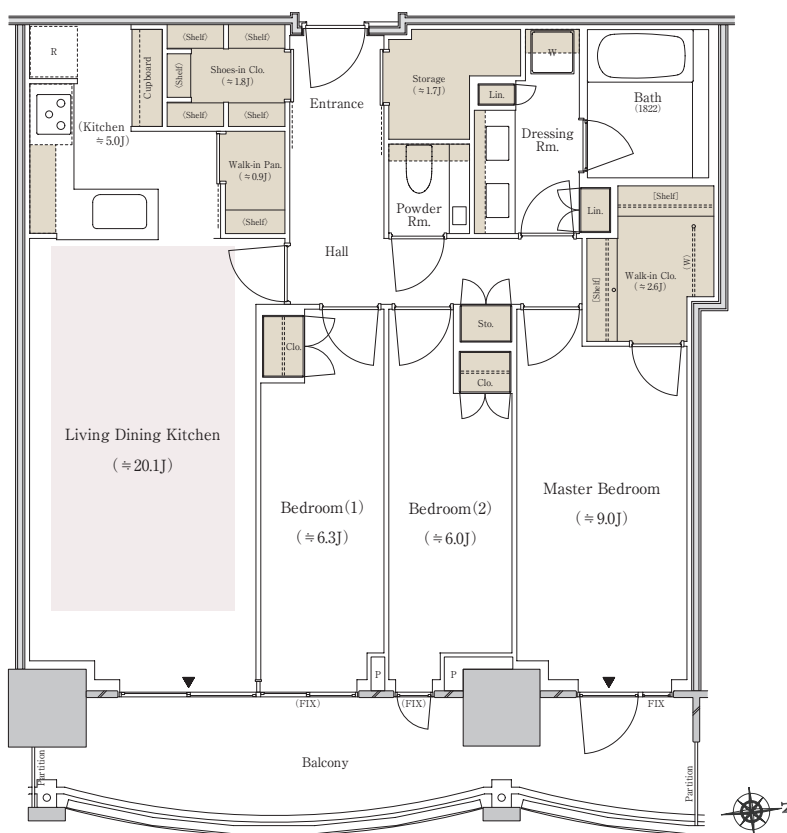 R
Cupboard
(Shelf)
(Shelf)
(Shelf)
Shoes-in Clo.
(≒1.8J)
(Shelf)
(Shelf)
Entrance
Storage
(≒1.7J)
W
Lin.
Bath
(1822)
(Kitchen
≒5.0J)
Dressing
Rm.
Walk-in Pan.
(≒0.9J)
(Shelf)
Powder
Rm.
Lin.
[Shelf]
Hall
[Shelf]
Walk-in Clo.
(≒2.6J)
(W)
Clo.
Sto.
Clo.
Living Dining Kitchen
(≒20.1J)
Bedroom(1)
(≒6.3J)
Bedroom(2)
(≒6.0J)
Master Bedroom
(≒9.0J)
P
P
(FIX)
(FIX)
FIX
Partition
Balcony
Partition
N